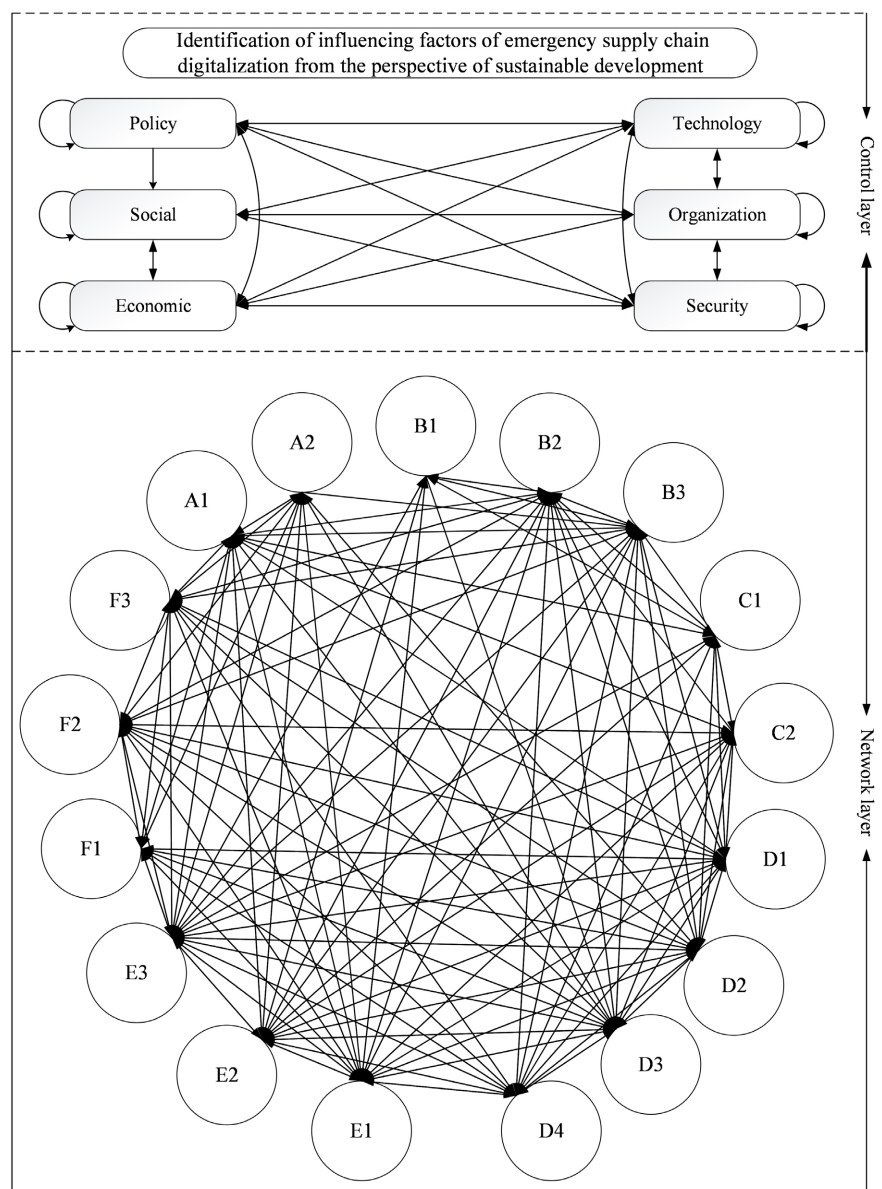 Identification of influencing factors of emergency supply chain
digitalization from the perspective of sustainable development
Policy
Technology
Social
Organization
Economic
Security
Control layer
B1
A2
B2
B3
A1
C1
F3
C2
F2
Network layer
F1
D1
E3
D2
D3
E2
E1
D4